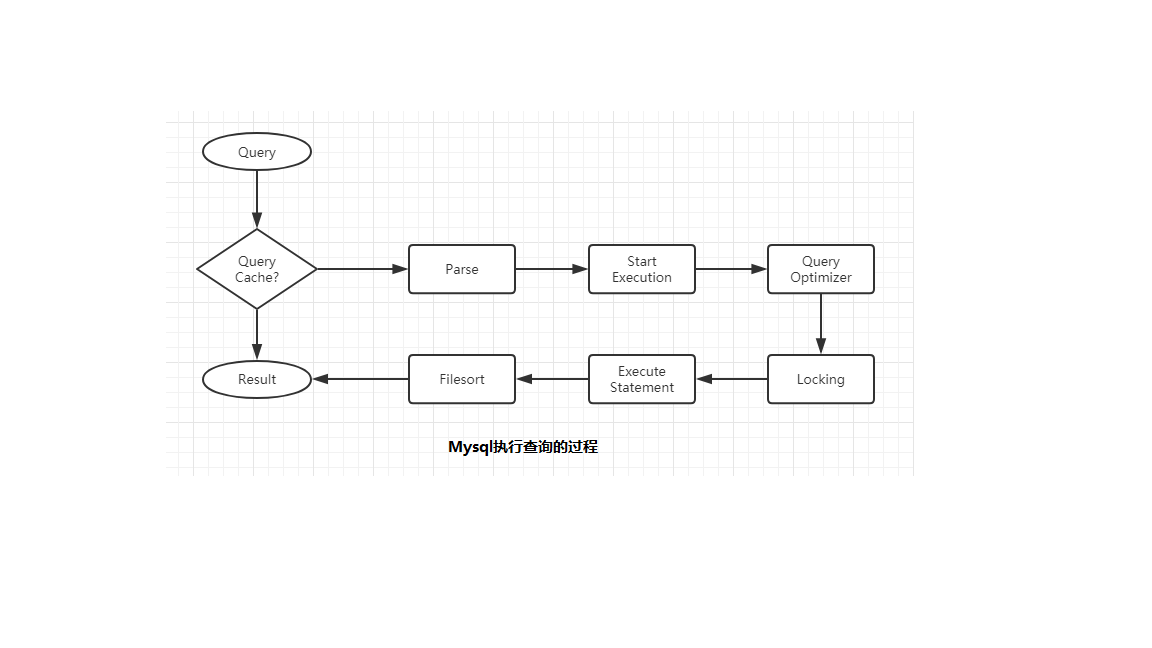 Query
Query
Cache?
Parse
Start
Execution
Query
Optimizer
Result
Filesort
Execute
Statement
Locking
Mysql执行查询的过程